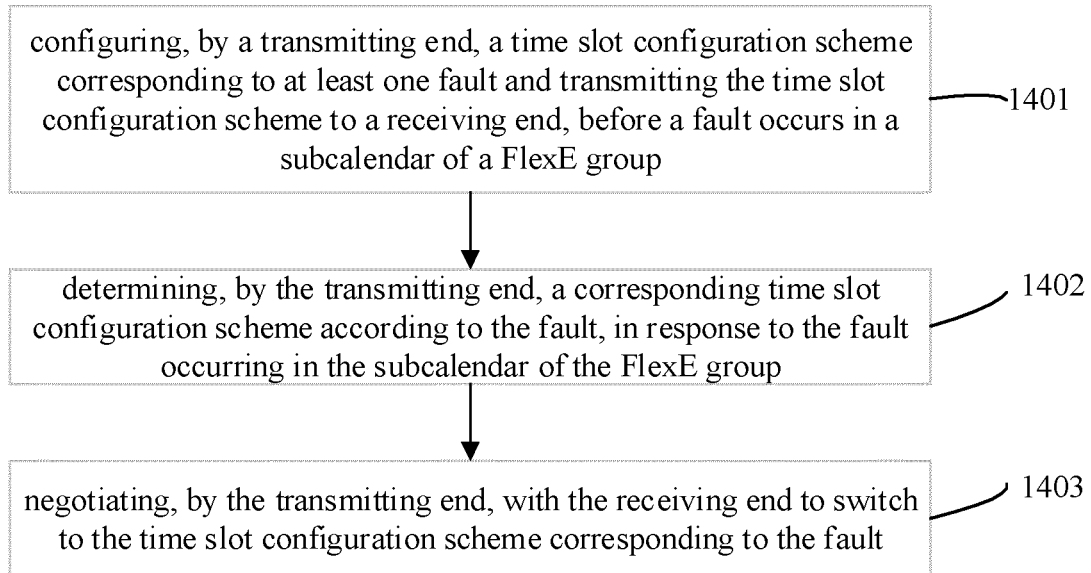 configuring, by a transmitting end, a time slot configuration scheme
corresponding to at least one fault and transmitting the time slot
configuration scheme to a receiving end, before a fault occurs in a
subcalendar of a FlexE group
1401
determining, by the transmitting end, a corresponding time slot
configuration scheme according to the fault, in response to the fault
occurring in the subcalendar of the FlexE group
1402
negotiating, by the transmitting end, with the receiving end to switch
to the time slot configuration scheme corresponding to the fault
1403